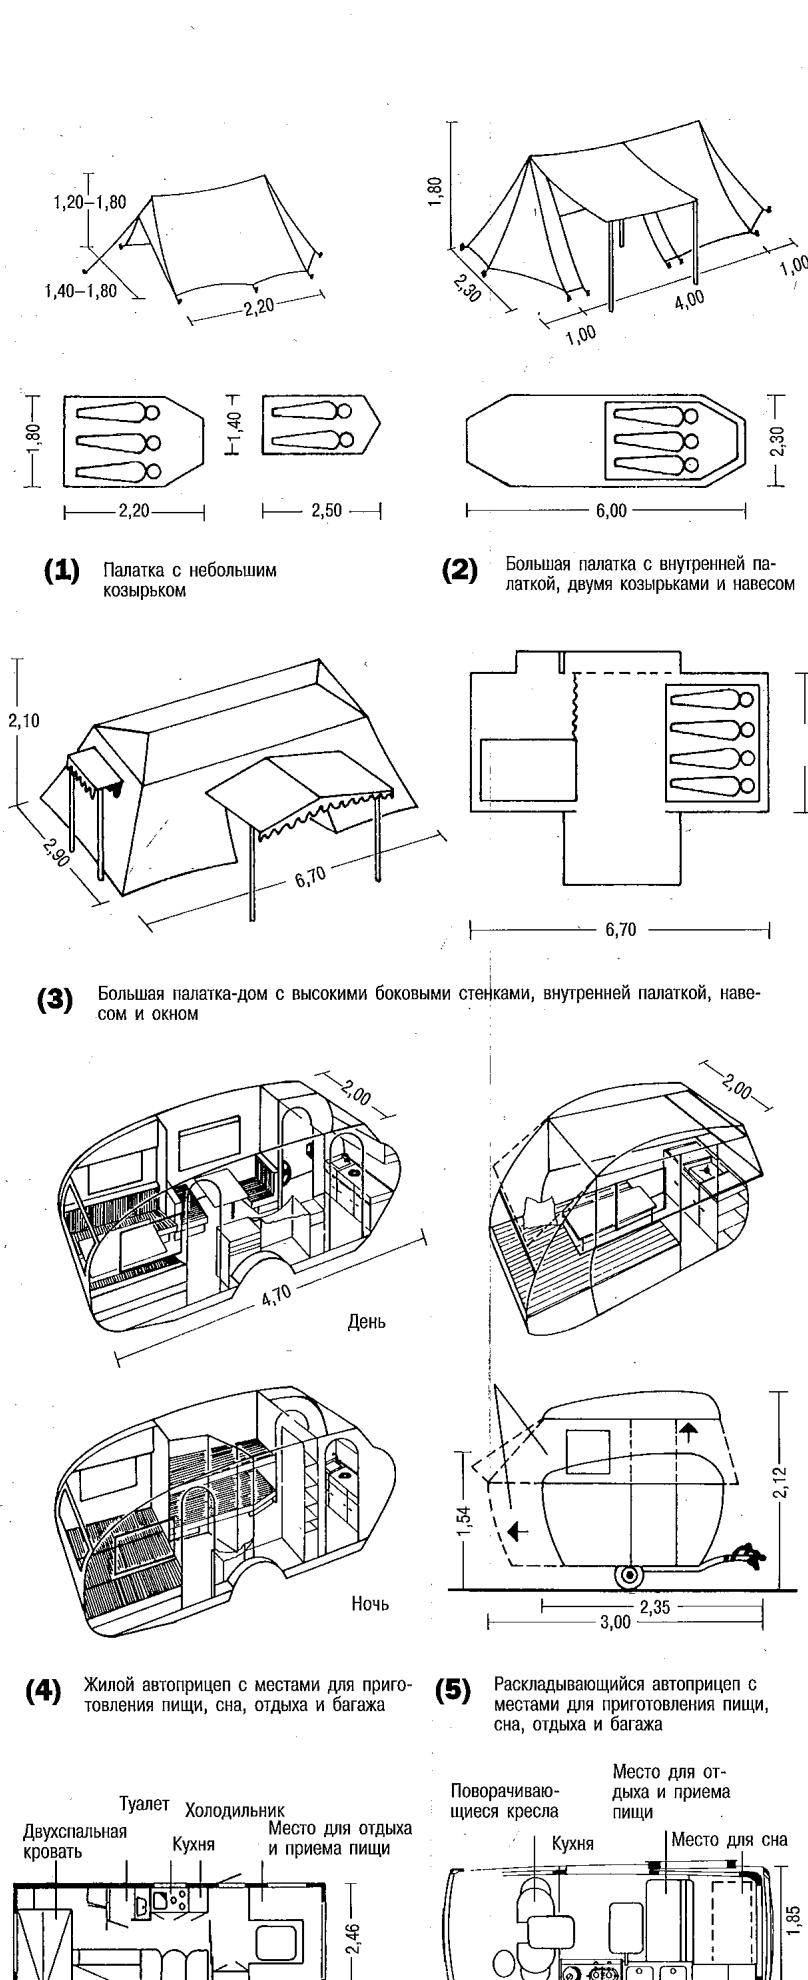 1,20–1,80
1,40–1,80
2,20
1,80
2,30
1,00
4,00
1,00
1,80
2,20
1,40
2,50
2,30
6,00
(1) Палатка с небольшим
козырьком
(2) Большая палатка с внутренней па-
латкой, двумя козырьками и навесом
2,10
2,90
6,70
6,70
(3) Большая палатка-дом с высокими боковыми стенками, внутренней палаткой, наве-
сом и окном
2,00
4,70
День
2,00
Ночь
1,54
2,12
2,35
3,00
(4) Жилой автоприцеп с местами для приго-
товления пищи, сна, отдыха и багажа
(5) Раскладывающийся автоприцеп с
местами для приготовления пищи,
сна, отдыха и багажа
Двухспальная
кровать
Туалет
Холодильник
Кухня
Место для отдыха
и приема пищи
2,46
Поворачиваю-
щиеся кресла
Место для от-
дыха и приема
пищи
Кухня
Место для сна
1,85